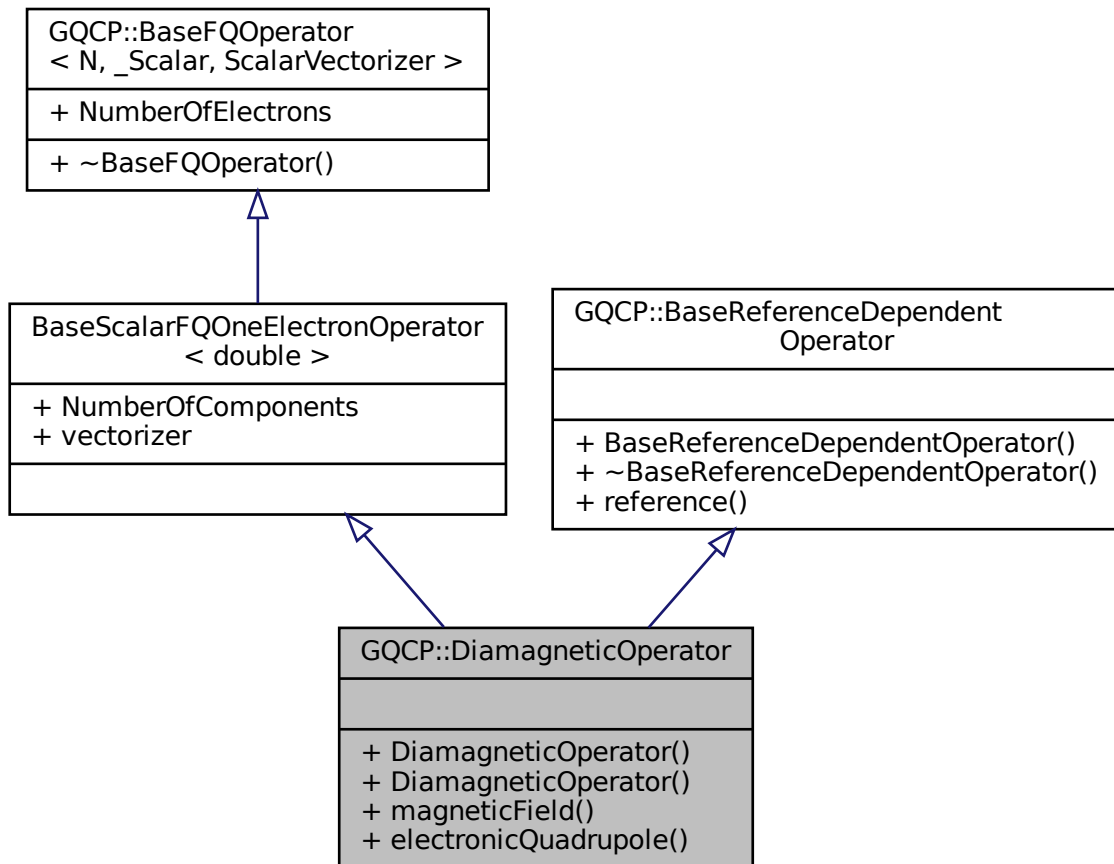 GQCP::BaseFQOperator
< N, _Scalar, ScalarVectorizer >
+ NumberOfElectrons
+ ~BaseFQOperator()
BaseScalarFQOneElectronOperator
< double >
+ NumberOfComponents
+ vectorizer
GQCP::BaseReferenceDependent
Operator
+ BaseReferenceDependentOperator()
+ ~BaseReferenceDependentOperator()
+ reference()
GQCP::DiamagneticOperator
+ DiamagneticOperator()
+ DiamagneticOperator()
+ magneticField()
+ electronicQuadrupole()